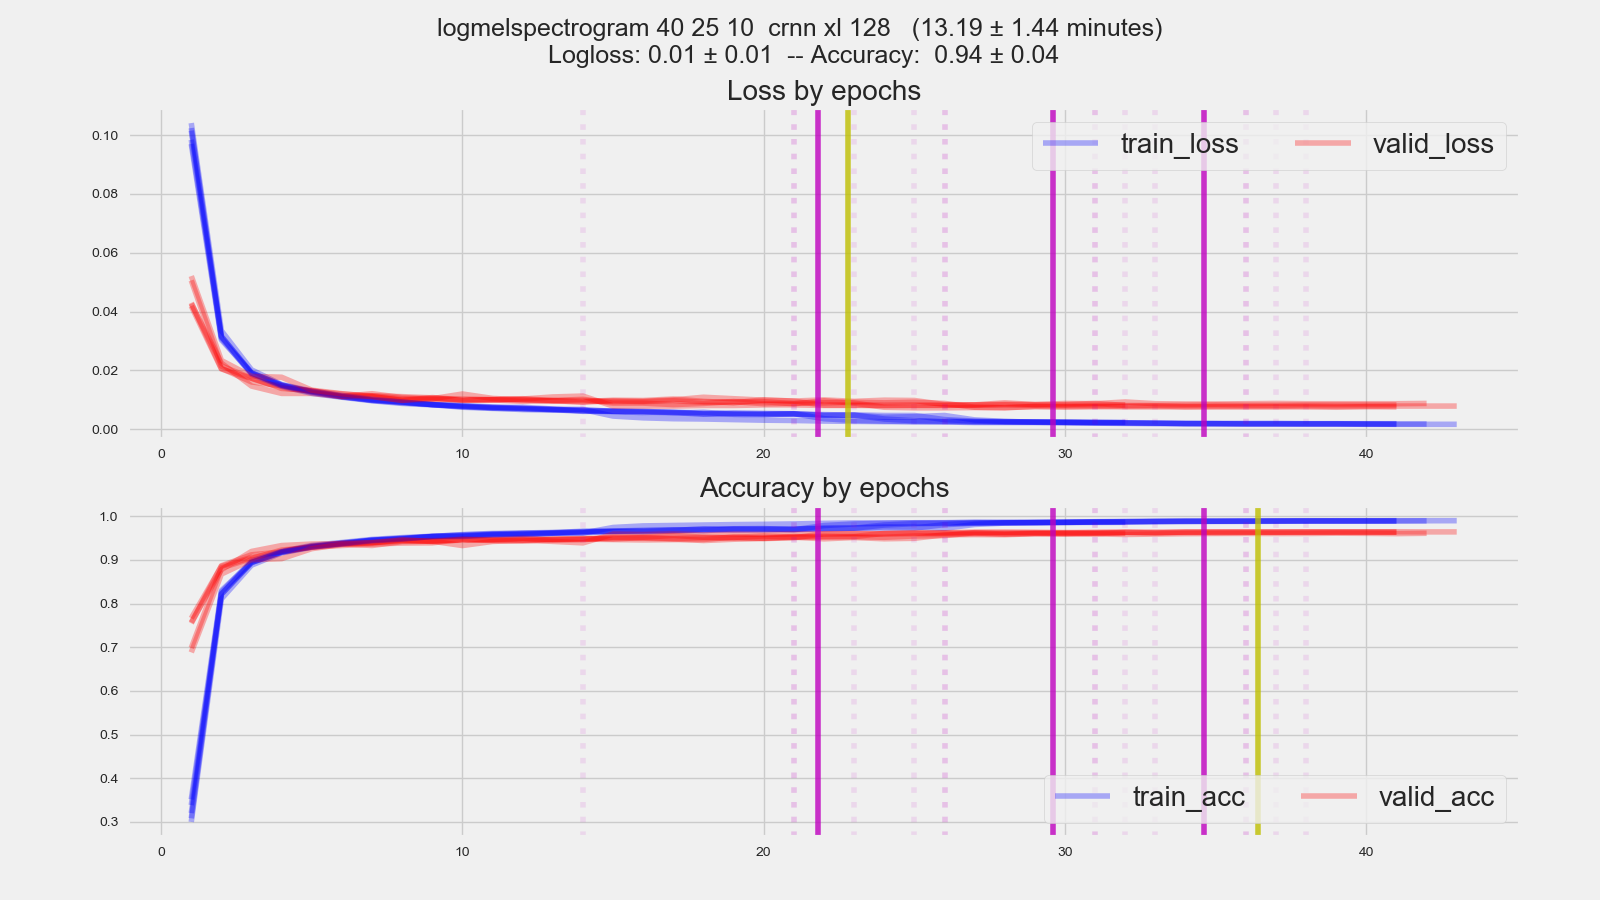 logmelspectrogram 40 25 10  crnn xl 128   (13.19 ± 1.44 minutes)
Logloss: 0.01 ± 0.01  -- Accuracy:  0.94 ± 0.04
Loss by epochs
train_loss valid_loss
0.10
0.08
0.06
0.04
0.02
0.00
0 10 20 30 40
Accuracy by epochs
1.0
0.9
0.8
0.7
0.6
0.5
0.4
0.3
train_acc valid_acc
0 10 20 30 40